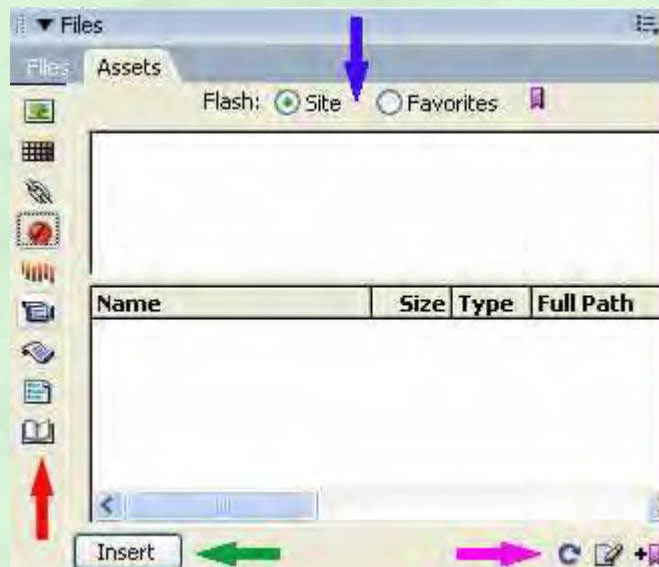 Files
Files Assets
Flash: Site Favorites
Name Size Type Full Path
Insert